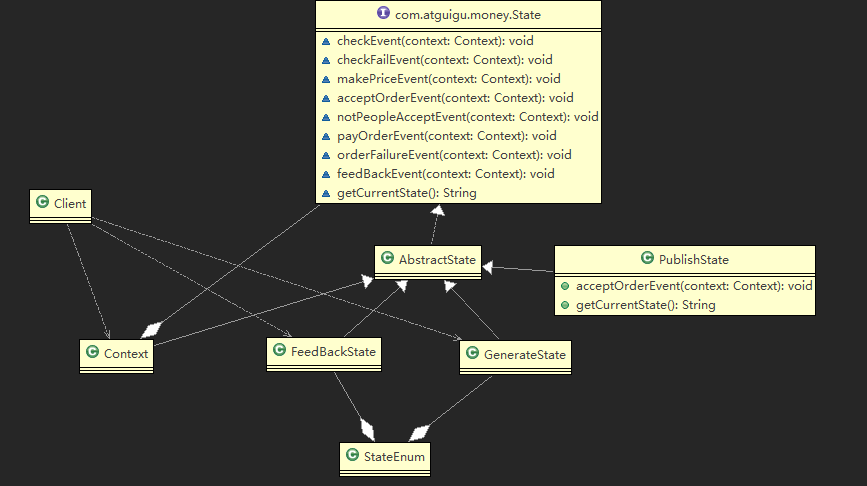 com.atguigu.money.State
checkEvent(context: Context): void
checkFailEvent(context: Context): void
makePriceEvent(context: Context): void
acceptOrderEvent(context: Context): void
notPeopleAcceptEvent(context: Context): void
payOrderEvent(context: Context): void
orderFailureEvent(context: Context): void
feedBackEvent(context: Context): void
getCurrentState(): String
Client
AbstractState
PublishState
acceptOrderEvent(context: Context): void
getCurrentState(): String
Context
FeedBackState
GenerateState
StateEnum